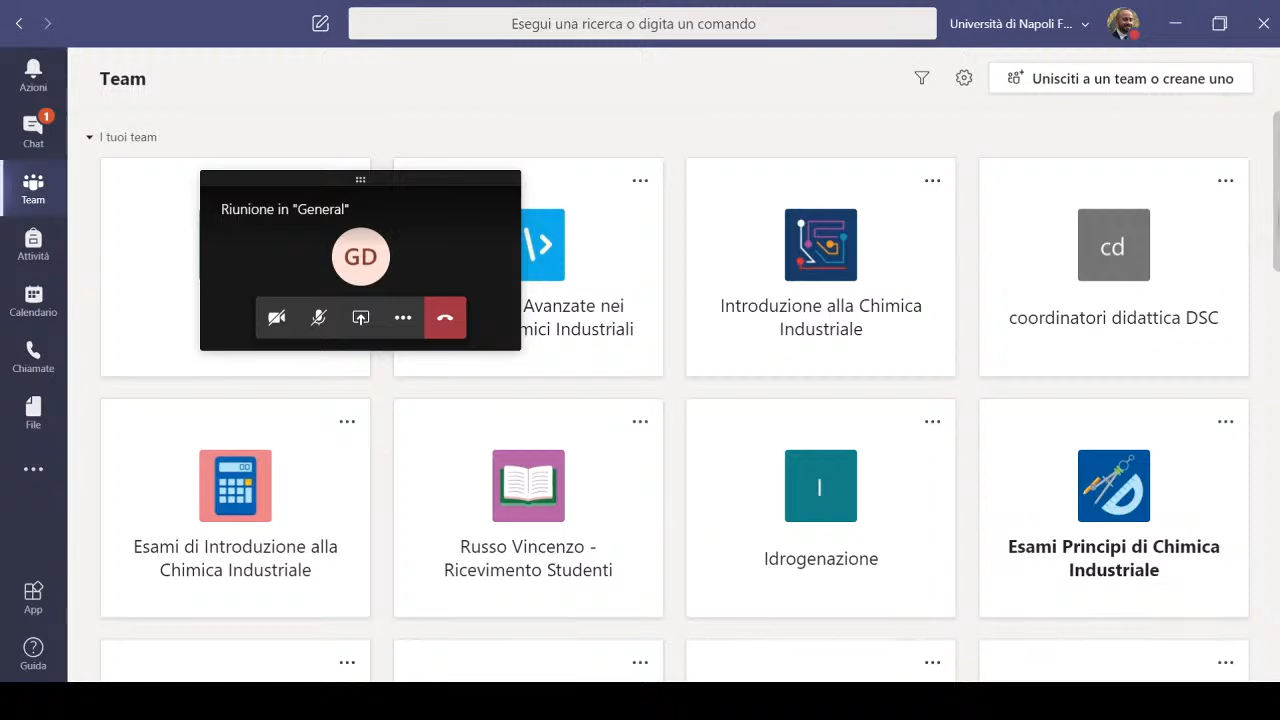 Esegui una ricerca o digita un comando
Università di Napoli F...
Azioni
1
Chat
Team
Attività
Calendario
Chiamate
File
App
Guida
Team
Unisciti a un team o creane uno
I tuoi team
Riunione in "General"
GD
Avanzate nei
mici Industriali
Introduzione alla Chimica
Industriale
cd
coordinatori didattica DSC
Esami di Introduzione alla
Chimica Industriale
Russo Vincenzo -
Ricevimento Studenti
I
Idrogenazione
Esami Principi di Chimica
Industriale